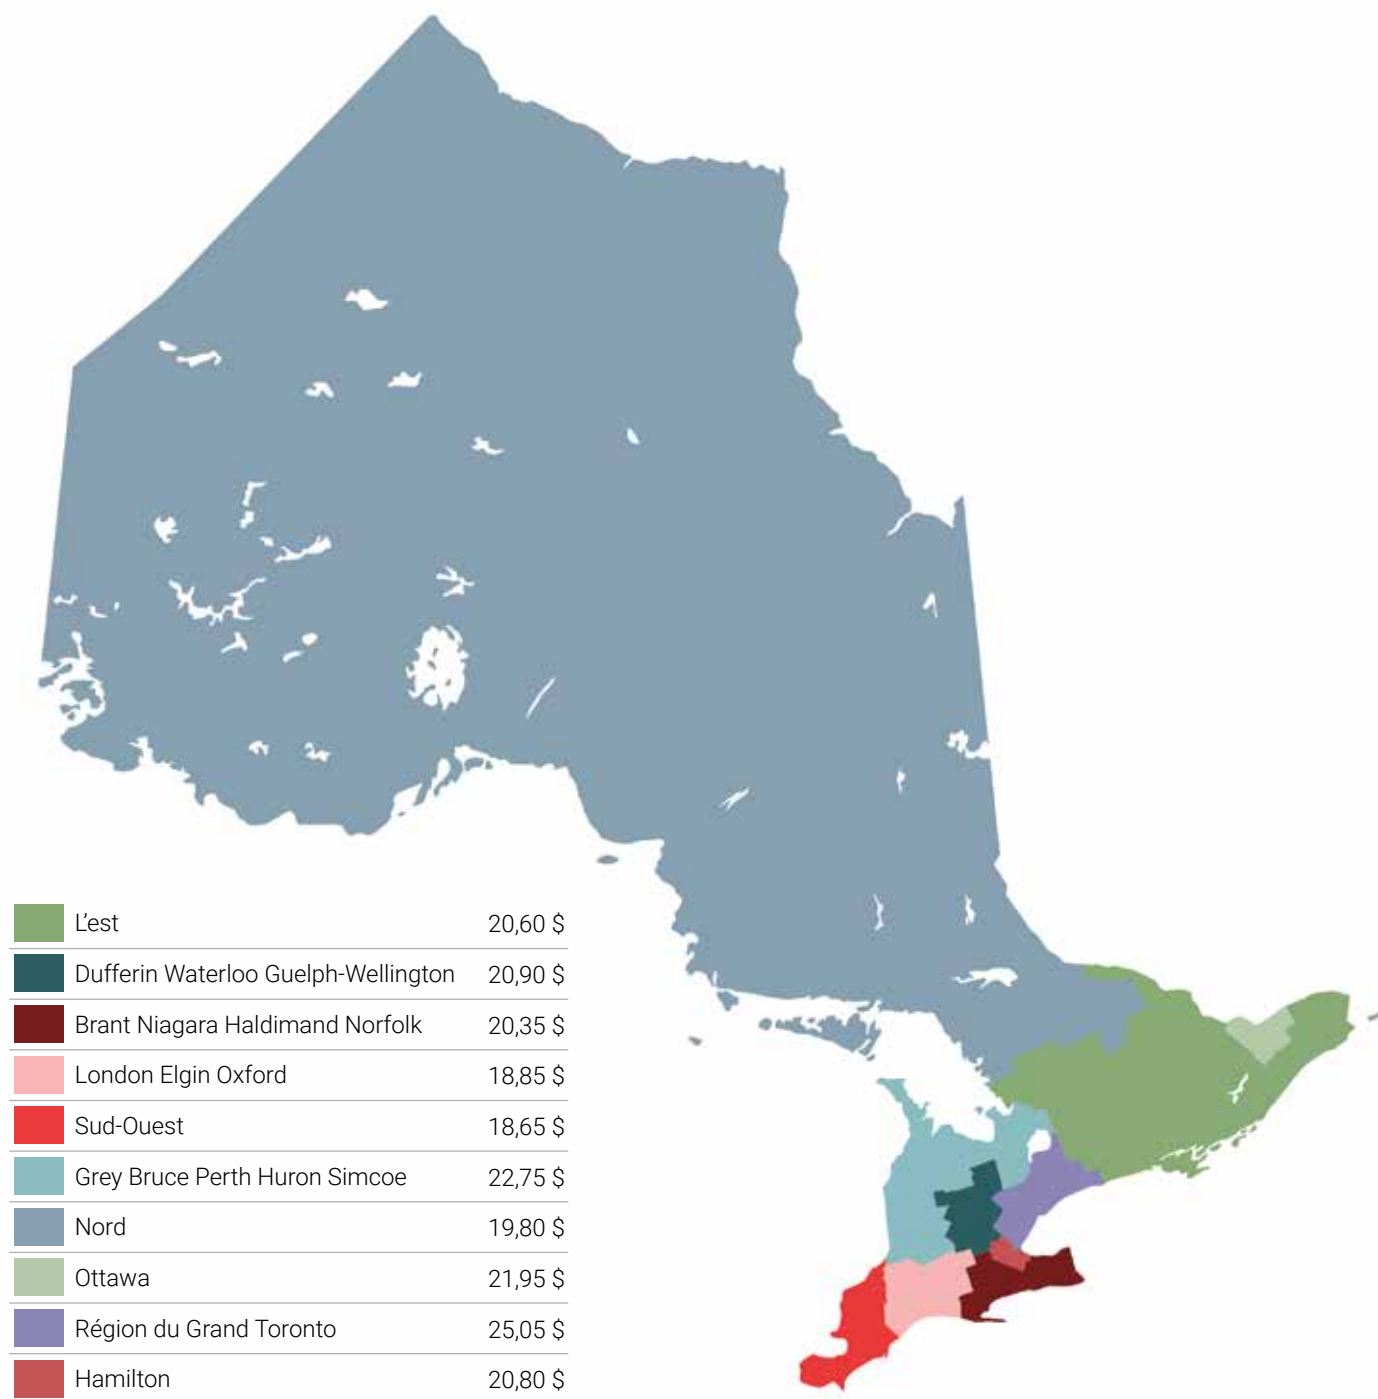 L'est 20,60 $
Dufferin Waterloo Guelph-Wellington 20,90 $
Brant Niagara Haldimand Norfolk 20,35 $
London Elgin Oxford 18,85 $
Sud-Ouest 18,65 $
Grey Bruce Perth Huron Simcoe 22,75 $
Nord 19,80 $
Ottawa 21,95 $
Région du Grand Toronto 25,05 $
Hamilton 20,80 $